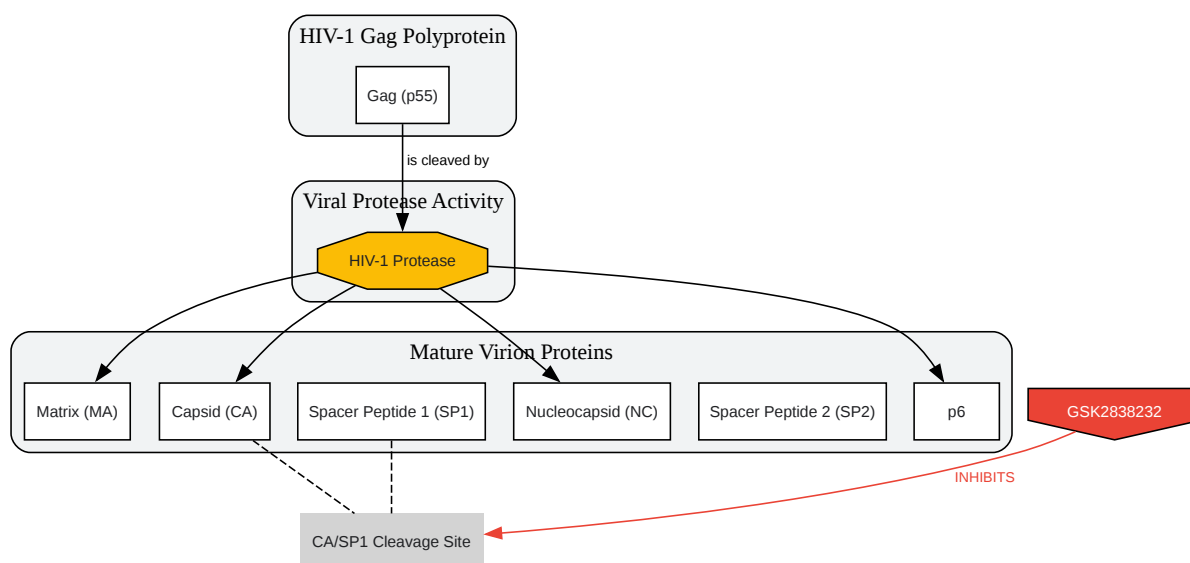 HIV-1 Gag Polyprotein
Gag (p55)
is cleaved by
Viral Protease Activity
HIV-1 Protease
Mature Virion Proteins
Matrix (MA)
Capsid (CA)
Spacer Peptide 1 (SP1)
Nucleocapsid (NC)
Spacer Peptide 2 (SP2)
p6
GSK2838232
INHIBITS
CA/SP1 Cleavage Site